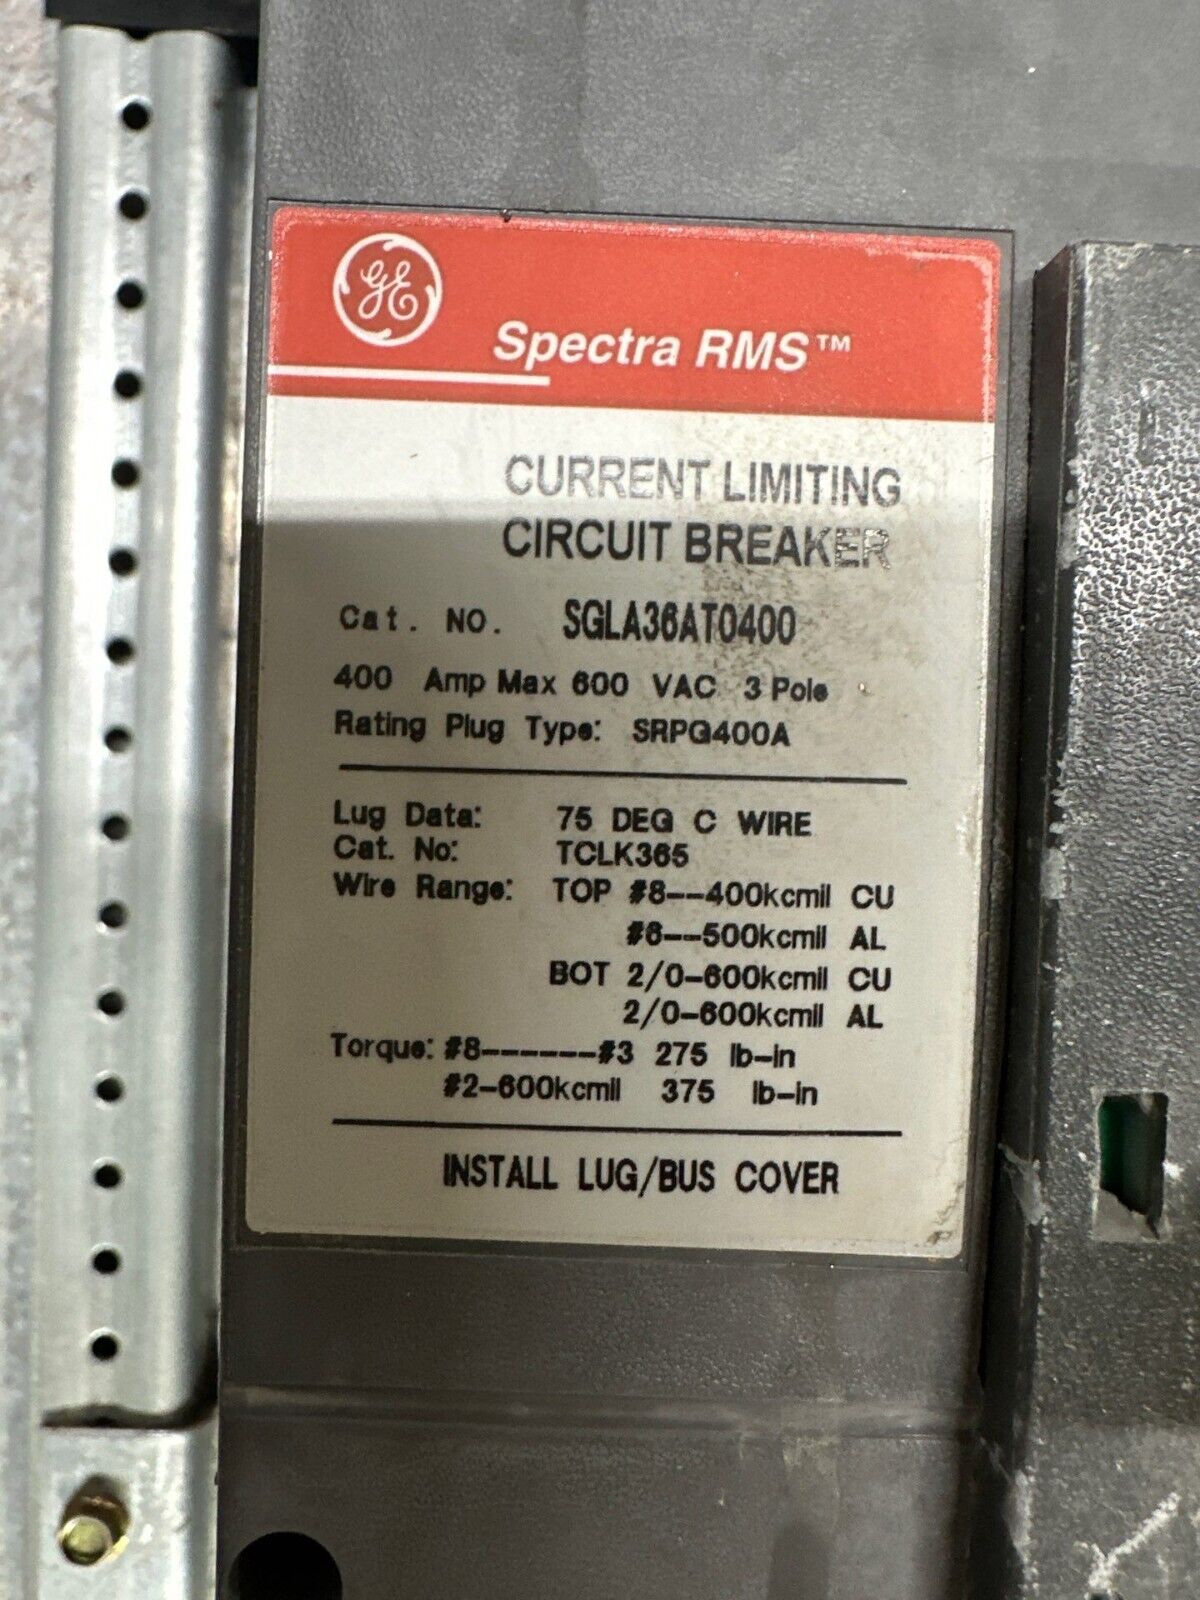 GE
Spectra RMS™
CURRENT LIMITING
CIRCUIT BREAKER
Cat. NO. SGLA36AT0400
400 Amp Max 600 VAC 3 Pole
Rating Plug Type: SRPG400A
Lug Data: 75 DEG C WIRE
Cat. No: TCLK365
Wire Range: TOP #8--400kcmil CU
#6--500kcmil AL
BOT 2/0-600kcmil CU
2/0-600kcmil AL
Torque: #8------#3 275 lb-in
#2-600kcmil 375 lb-in
INSTALL LUG/BUS COVER